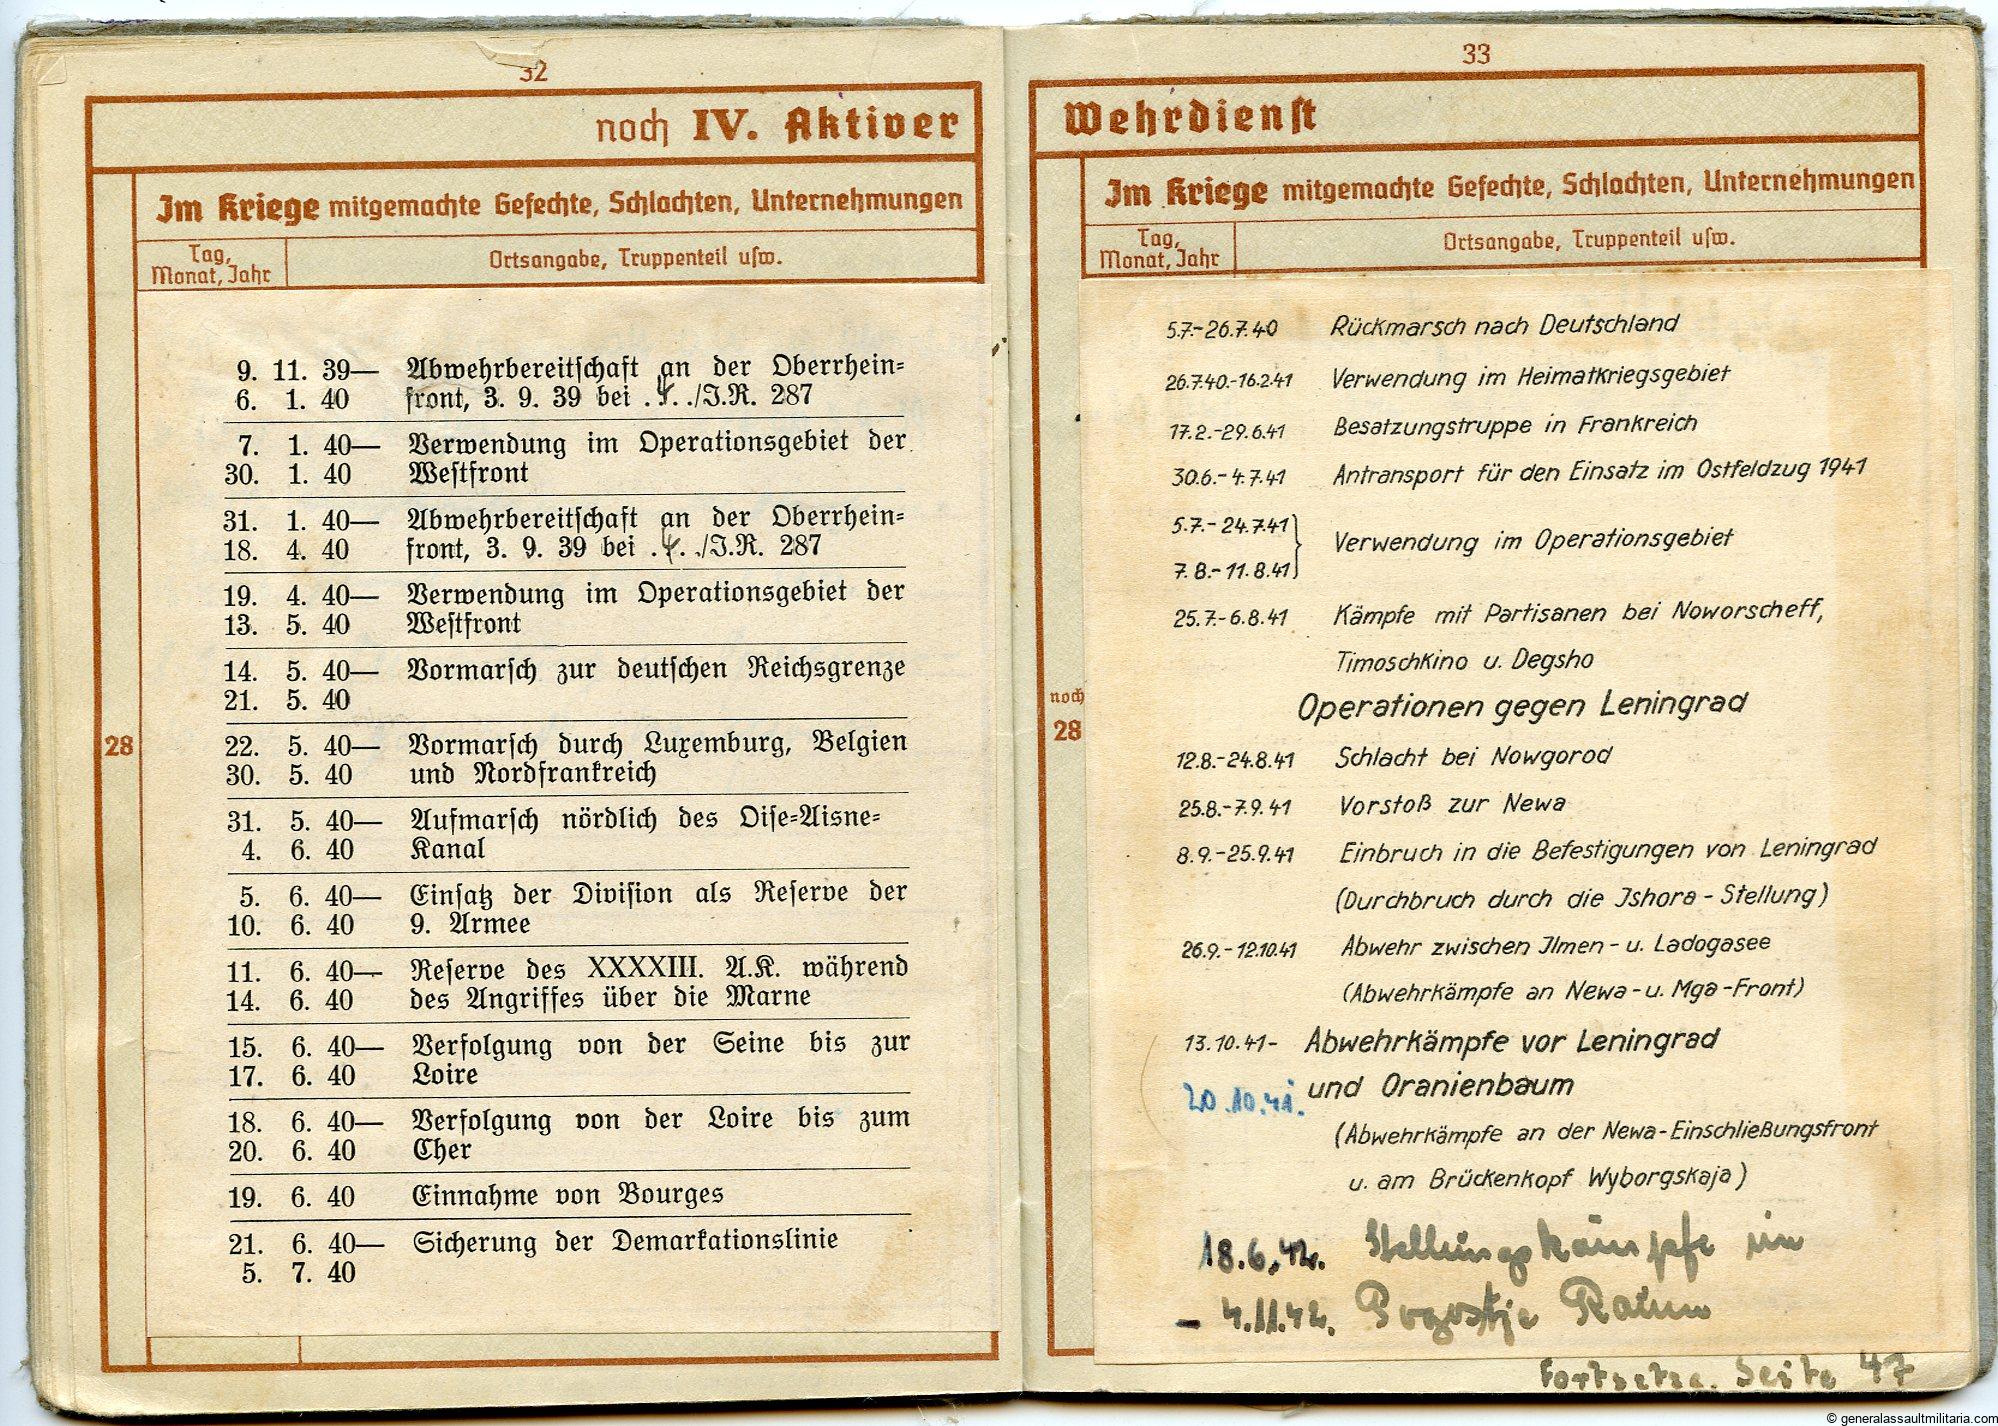 32
noch IV. Aktiver
Im Kriege mitgemachte Gefechte, Schlachten, Unternehmungen
Tag,
Monat, Jahr
Ortsangabe, Truppenteil usw.
28
9. 11. 39— Abwehrbereitschaft an der Oberrhein=
6. 1. 40 front, 3. 9. 39 bei .4. ./I.R. 287
7. 1. 40— Verwendung im Operationsgebiet der
30. 1. 40 Westfront
31. 1. 40— Abwehrbereitschaft an der Oberrhein=
18. 4. 40 front, 3. 9. 39 bei .4. ./I.R. 287
19. 4. 40— Verwendung im Operationsgebiet der
13. 5. 40 Westfront
14. 5. 40— Vormarsch zur deutschen Reichsgrenze
21. 5. 40
22. 5. 40— Vormarsch durch Luxemburg, Belgien
30. 5. 40 und Nordfrankreich
31. 5. 40— Aufmarsch nördlich des Oise=Aisne=
4. 6. 40 Kanal
5. 6. 40— Einsatz der Division als Reserve der
10. 6. 40 9. Armee
11. 6. 40— Reserve des XXXXIII. A.K. während
14. 6. 40 des Angriffes über die Marne
15. 6. 40— Verfolgung von der Seine bis zur
17. 6. 40 Loire
18. 6. 40— Verfolgung von der Loire bis zum
20. 6. 40 Cher
19. 6. 40 Einnahme von Bourges
21. 6. 40— Sicherung der Demarkationslinie
5. 7. 40
33
Wehrdienst
Im Kriege mitgemachte Gefechte, Schlachten, Unternehmungen
Tag,
Monat, Jahr
Ortsangabe, Truppenteil usw.
noch
28
5.7.-26.7.40 Rückmarsch nach Deutschland
26.7.40.-16.2.41 Verwendung im Heimatkriegsgebiet
17.2.-29.6.41 Besatzungstruppe in Frankreich
30.6.-4.7.41 Antransport für den Einsatz im Ostfeldzug 1941
5.7.-24.7.41
Verwendung im Operationsgebiet
7.8.-11.8.41
25.7.-6.8.41 Kämpfe mit Partisanen bei Noworscheff,
Timoschkino u. Degsho
Operationen gegen Leningrad
12.8.-24.8.41 Schlacht bei Nowgorod
25.8.-7.9.41 Vorstoß zur Newa
8.9.-25.9.41 Einbruch in die Befestigungen von Leningrad
(Durchbruch durch die Ishora-Stellung)
26.9.-12.10.41 Abwehr zwischen Ilmen- u. Ladogasee
(Abwehrkämpfe an Newa- u. Mga-Front)
13.10.41- Abwehrkämpfe vor Leningrad
20.10.41. und Oranienbaum
(Abwehrkämpfe an der Newa-Einschließungsfront
u. am Brückenkopf Wyborgskaja)
18.6.42. Stellungskämpfe im
- 4.11.42. Pogostje Raum
Fortsetzg. Seite 47
© generalassaultmilitaria.com